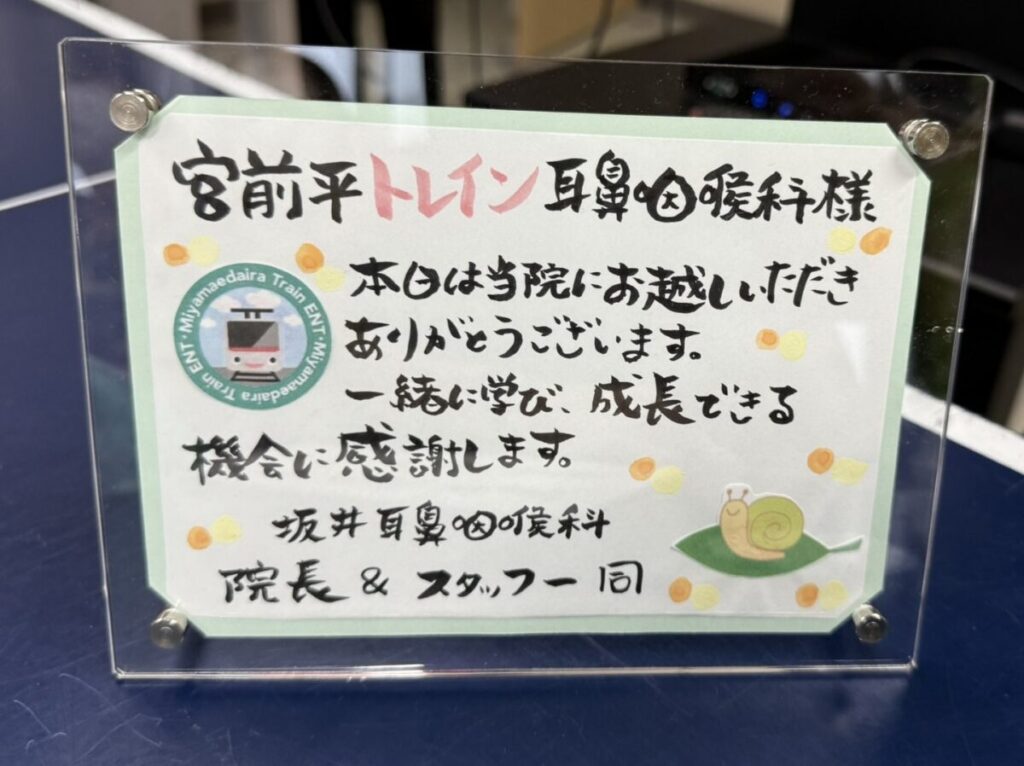 宮前平トレイン耳鼻咽喉科様
本日は当院にお越しいただき
ありがとうございます。
一緒に学び、成長できる
機会に感謝します。
坂井耳鼻咽喉科
院長 & スタッフ一同
Miyamaedaira Train ENT・Miyamaedaira Train ENT・